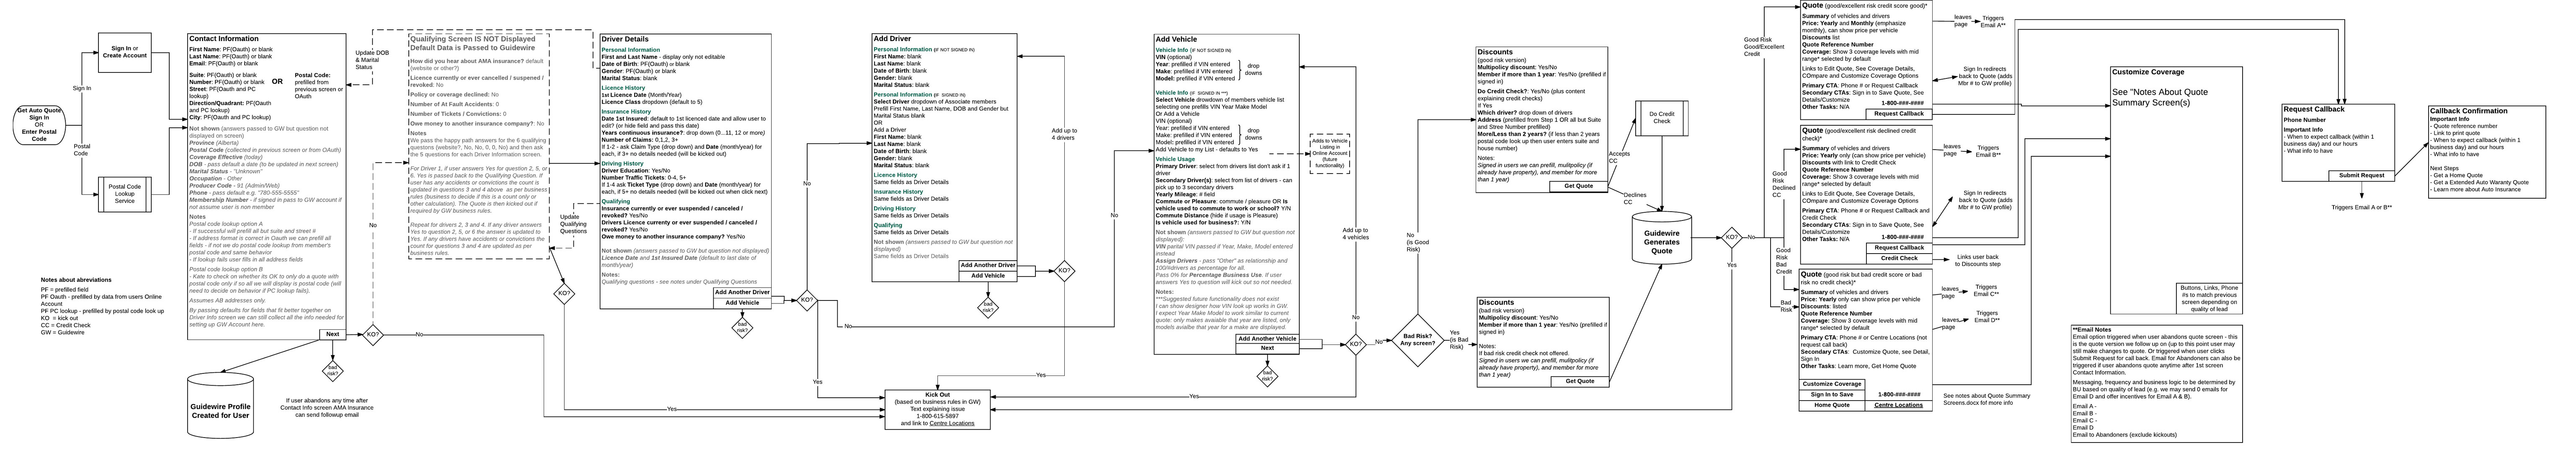 Get Auto Quote
Sign In
OR
Enter Postal
Code
Sign In
Postal
Code
Sign In or
Create Account
Postal Code
Lookup
Service
Notes about abreviations
PF = prefilled field
PF Oauth - prefilled by data from users Online
Account
PF PC lookup - prefilled by postal code look up
KO = kick out
CC = Credit Check
GW = Guidewire
Contact Information
First Name: PF(Oauth) or blank
Last Name: PF(Oauth) or blank
Email: PF(Oauth) or blank
Suite: PF(Oauth) or blank
Number: PF(Oauth) or blank
Street: PF(Oauth and PC
lookup)
Direction/Quadrant: PF(Oauth
and PC lookup)
City: PF(Oauth and PC lookup)
OR
Postal Code:
prefilled from
previous screen or
OAuth
Not shown (answers passed to GW but question not
displayed on screen)
Province (Alberta)
Postal Code (collected in previous screen or from OAuth)
Coverage Effective (today)
DOB - pass default a date (to be updated in next screen)
Marital Status - "Unknown"
Occupation - Other
Producer Code - 91 (Admin/Web)
Phone - pass default e.g. "780-555-5555"
Membership Number - if signed in pass to GW account if
not assume user is non member
Notes
Postal code lookup option A
- If successful will prefill all but suite and street #
- If address format is correct in Oauth we can prefill all
fields - if not we do postal code lookup from member's
postal code and same behavior
- If lookup fails user fills in all address fields
Postal code lookup option B
- Kate to check on whether its OK to only do a quote with
postal code only if so all we will display is postal code (will
need to decide on behavior if PC lookup fails).
Assumes AB addresses only.
By passing defaults for fields that fit better together on
Driver Info screen we can still collect all the info needed for
setting up GW Account here.
Next
KO?
No
bad
risk?
Guidewire Profile
Created for User
If user abandons any time after
Contact Info screen AMA Insurance
can send followup email
Update DOB
& Marital
Status
No
Qualifying Screen IS NOT Displayed
Default Data is Passed to Guidewire
How did you hear about AMA insurance? default
(website or other?)
Licence currently or ever cancelled / suspended /
revoked: No
Policy or coverage declined: No
Number of At Fault Accidents: 0
Number of Tickets / Convictions: 0
Owe money to another insurance company?: No
Notes
We pass the happy path answers for the 6 qualifying
questions (website?, No, No, 0, 0, No) and then ask
the 5 questions for each Driver Information screen.
For Driver 1, if user answers Yes for question 2, 5, or
6. Yes is passed back to the Qualifying Question. If
user has any accidents or convictions the count is
updated in questions 3 and 4 above as per business
rules (business to decide if this is a count only or
other calculation). The Quote is then kicked out if
required by GW business rules.
Repeat for drivers 2, 3 and 4. If any driver answers
Yes to question 2, 5, or 6 the answer is updated to
Yes. If any drivers have accidents or convictions the
count for questions 3 and 4 are updated as per
business rules.
Update
Qualifying
Questions
KO?
Yes
Driver Details
Personal Information
First and Last Name - display only not editable
Date of Birth: PF(Oauth) or blank
Gender: PF(Oauth) or blank
Marital Status: blank
Licence History
1st Licence Date (Month/Year)
Licence Class dropdown (default to 5)
Insurance History
Date 1st Insured: default to 1st licenced date and allow user to
edit? (or hide field and pass this date)
Years continuous insurance?: drop down (0...11, 12 or more)
Number of Claims: 0,1,2, 3+
If 1-2 - ask Claim Type (drop down) and Date (month/year) for
each, if 3+ no details needed (will be kicked out)
Driving History
Driver Education: Yes/No
Number Traffic Tickets: 0-4, 5+
If 1-4 ask Ticket Type (drop down) and Date (month/year) for
each, if 5+ no details needed (will be kicked out when click next)
Qualifying
Insurance currently or ever suspended / canceled /
revoked? Yes/No
Drivers Licence currently or ever suspended / canceled /
revoked? Yes/No
Owe money to another insurance company? Yes/No
Not shown (answers passed to GW but question not displayed)
Licence Date and 1st Insured Date (default to last date of
month/year)
Notes:
Qualifying questions - see notes under Qualifying Questions
Add Another Driver
Add Vehicle
bad
risk?
KO?
No
No
Yes
Add Driver
Personal Information (IF NOT SIGNED IN)
First Name: blank
Last Name: blank
Date of Birth: blank
Gender: blank
Marital Status: blank
Personal Information (IF SIGNED IN)
Select Driver dropdown of Associate members
Prefill First Name, Last Name, DOB and Gender but
Marital Status blank
OR
Add a Driver
First Name: blank
Last Name: blank
Date of Birth: blank
Gender: blank
Marital Status: blank
Licence History
Same fields as Driver Details
Insurance History
Same fields as Driver Details
Driving History
Same fields as Driver Details
Qualifying
Same fields as Driver Details
Not shown (answers passed to GW but question not
displayed)
Same fields as Driver Details
Add Another Driver
Add Vehicle
bad
risk?
KO?
Add up to
4 drivers
Yes
Kick Out
(based on business rules in GW)
Text explaining issue
1-800-615-5897
and link to Centre Locations
No
Add Vehicle
Vehicle Info (IF NOT SIGNED IN)
VIN (optional)
Year: prefilled if VIN entered
Make: prefilled if VIN entered
Model: prefilled if VIN entered
drop
downs
Vehicle Info (IF SIGNED IN ***)
Select Vehicle drowdown of members vehicle list
selecting one prefills VIN Year Make Model
Or Add a Vehicle
VIN (optional)
Year: prefilled if VIN entered
Make: prefilled if VIN entered
Model: prefilled if VIN entered
drop
downs
Add Vehicle to my List - defaults to Yes
Vehicle Usage
Primary Driver: select from drivers list don't ask if 1
driver
Secondary Driver(s): select from list of drivers - can
pick up to 3 secondary drivers
Yearly Mileage: # field
Commute or Pleasure: commute / pleasure OR Is
vehicle used to commute to work or school? Y/N
Commute Distance (hide if usage is Pleasure)
Is vehicle used for business?: Y/N
Not shown (answers passed to GW but question not
displayed):
VIN parital VIN passed if Year, Make, Model entered
instead
Assign Drivers - pass "Other" as relationship and
100/#drivers as percentage for all.
Pass 0% for Percentage Business Use. If user
answers Yes to question will kick out so not needed.
Notes:
***Suggested future functionality does not exist
I can show designer how VIN look up works in GW.
I expect Year Make Model to work similar to current
quote: only makes avaiable that year are listed, only
models avaibe that year for a make are displayed.
Add Another Vehicle
Next
bad
risk?
Adds to Vehicle
Listing in
Online Account
(future
functionality)
Add up to
4 vehicles
No
KO?
Yes
No
Bad Risk?
Any screen?
No
(is Good
Risk)
Yes
(is Bad
Risk)
Discounts
(good risk version)
Multipolicy discount: Yes/No
Member if more than 1 year: Yes/No (prefilled if
signed in)
Do Credit Check?: Yes/No (plus content
explaining credit checks)
If Yes
Which driver? drop down of drivers
Address (prefilled from Step 1 OR all but Suite
and Stree Number prefilled)
More/Less than 2 years? (if less than 2 years
postal code look up then user enters suite and
house number)
Notes:
Signed in users we can prefill, multpolicy (if
already have property), and member for more
than 1 year)
Get Quote
Discounts
(bad risk version)
Multipolicy discount: Yes/No
Member if more than 1 year: Yes/No (prefilled if
signed in)
Notes:
If bad risk credit check not offered.
Signed in users we can prefill, mulitpolicy (if
already have property), and member for more
than 1 year)
Get Quote
Accepts
CC
Declines
CC
Do Credit
Check
Guidewire
Generates
Quote
KO?
No
Yes
Good Risk
Good/Excellent
Credit
Good
Risk
Declined
CC
Good
Risk
Bad
Credit
Bad
Risk
Quote (good/excellent risk credit score good)*
Summary of vehicles and drivers
Price: Yearly and Monthly (emphasize
monthly), can show price per vehicle
Discounts list
Quote Reference Number
Coverage: Show 3 coverage levels with mid
range* selected by default
Links to Edit Quote, See Coverage Details,
COmpare and Customize Coverage Options
Primary CTA: Phone # or Request Callback
Secondary CTAs: Sign in to Save Quote, See
Details/Customize
Other Tasks: N/A
1-800-###-####
Request Callback
leaves
page
Triggers
Email A**
Sign In redirects
back to Quote (adds
Mbr # to GW profile)
Quote (good/excellent risk declined credit
check)*
Summary of vehicles and drivers
Price: Yearly only (can show price per vehicle)
Discounts with link to Credit Check
Quote Reference Number
Coverage: Show 3 coverage levels with mid
range* selected by default
Links to Edit Quote, See Coverage Details,
COmpare and Customize Coverage Options
Primary CTA: Phone # or Request Callback and
Credit Check
Secondary CTAs: Sign in to Save Quote, See
Details/Customize
Other Tasks: N/A
1-800-###-####
Request Callback
Credit Check
leaves
page
Triggers
Email B**
Sign In redirects
back to Quote (adds
Mbr # to GW profile)
Links user back
to Discounts step
Quote (good risk but bad credit score or bad
risk no credit check)*
Summary of vehicles and drivers
Price: Yearly only can show price per vehicle
Discounts: listed
Quote Reference Number
Coverage: Show 3 coverage levels with mid
range* selected by default
Primary CTA: Phone # or Centre Locations (not
request call back)
Secondary CTAs: Customize Quote, see Detail,
Sign In
Other Tasks: Learn more, Get Home Quote
Customize Coverage
Sign In to Save
1-800-###-####
Home Quote
Centre Locations
leaves
page
Triggers
Email C**
leaves
page
Triggers
Email D**
See notes about Quote Summary
Screens.docx fof more info
Customize Coverage
See "Notes About Quote
Summary Screen(s)
Buttons, Links, Phone
#s to match previous
screen depending on
quality of lead
**Email Notes
Email option triggered when user abandons quote screen - this
is the quote version we follow up on (up to this point user may
still make changes to quote. Or triggered when user clicks
Submit Request for call back. Email for Abandoners can also be
triggered if user abandons quote anytime after 1st screen
Contact Information.
Messaging, frequency and business logic to be determined by
BU based on quality of lead (e.g. we may send 0 emails for
Email D and offer incentives for Email A & B).
Email A -
Email B -
Email C -
Email D
Email to Abandoners (exclude kickouts)
Request Callback
Phone Number
Important Info
- When to expect callback (within 1
business day) and our hours
- What info to have
Submit Request
Triggers Email A or B**
Callback Confirmation
Important Info
- Quote reference number
- Link to print quote
- When to expect callback (within 1
business day) and our hours
- What info to have
Next Steps
- Get a Home Quote
- Get a Extended Auto Waranty Quote
- Learn more about Auto Insurance